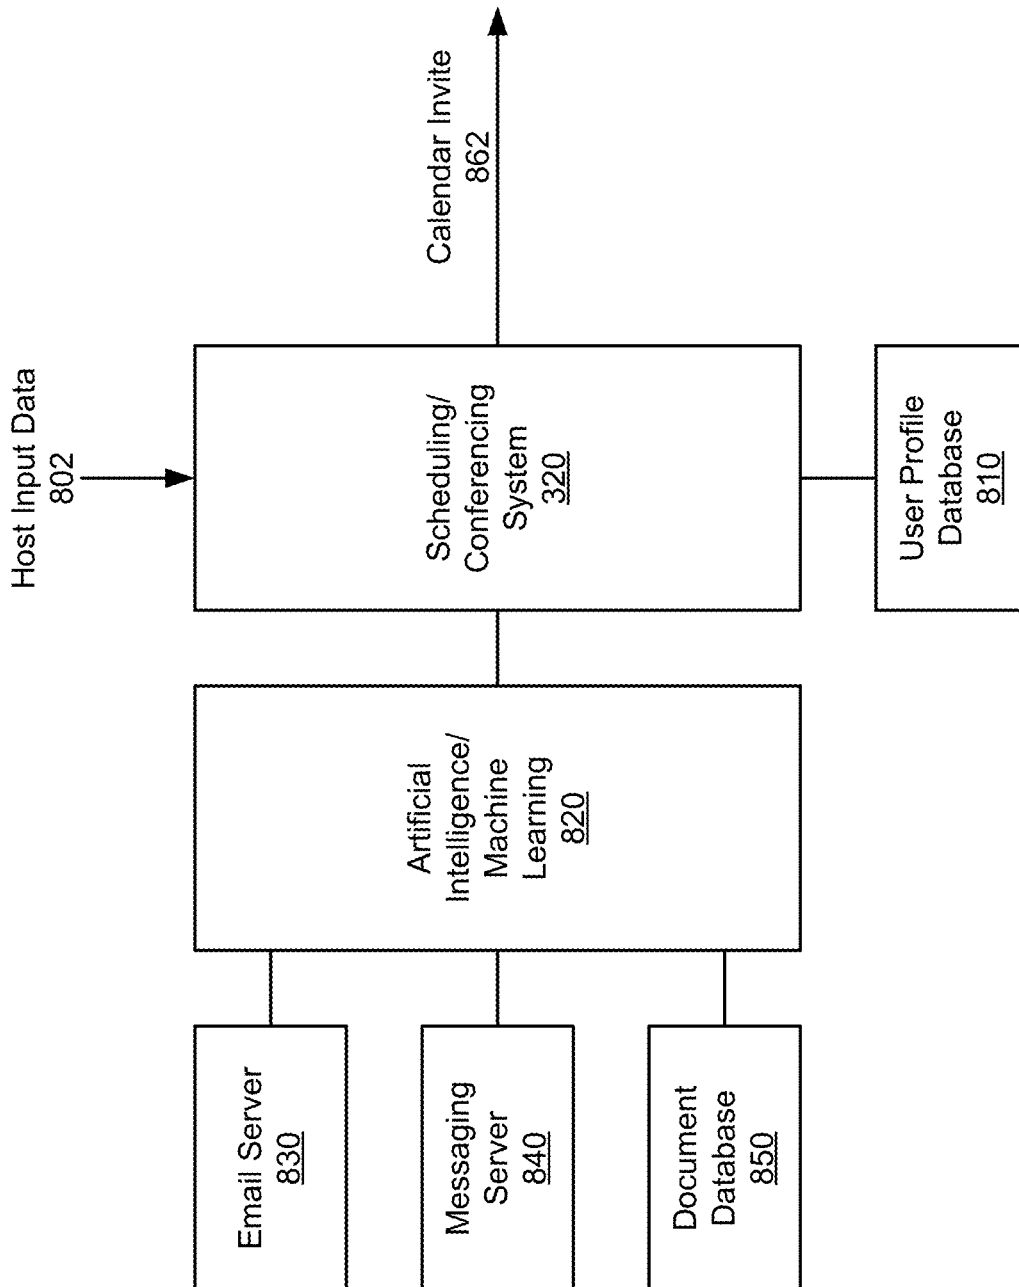 Host Input Data
802
Calendar Invite
862
Scheduling/
Conferencing
System
320
User Profile
Database
810
Artificial
Intelligence/
Machine
Learning
820
Email Server
830
Messaging
Server
840
Document
Database
850